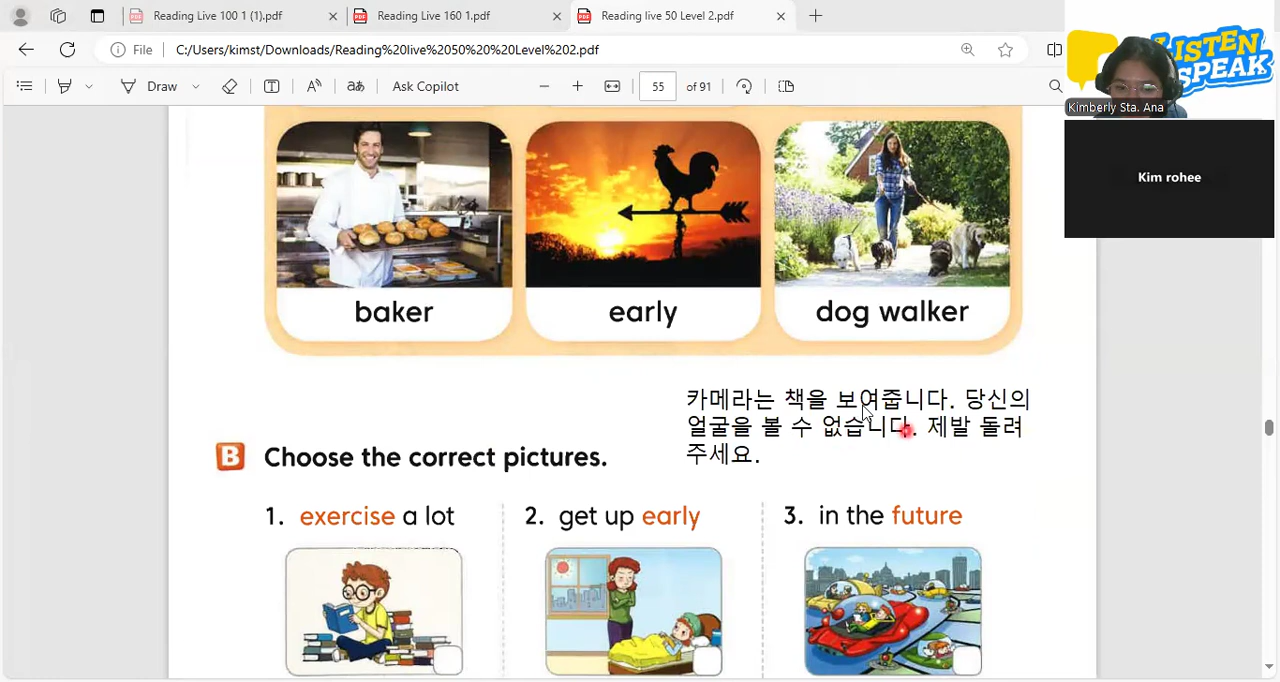 Reading Live 100 1 (1).pdf
Reading Live 160 1.pdf
Reading live 50 Level 2.pdf
File
C:/Users/kimst/Downloads/Reading%20live%2050%20%20Level%202.pdf
Draw
aあ
Ask Copilot
55
of 91
LISTEN
SPEAK
Kimberly Sta. Ana
Kim rohee
baker
early
dog walker
카메라는 책을 보여줍니다. 당신의
얼굴을 볼 수 없습니다. 제발 돌려
주세요.
B Choose the correct pictures.
1. exercise a lot
2. get up early
3. in the future